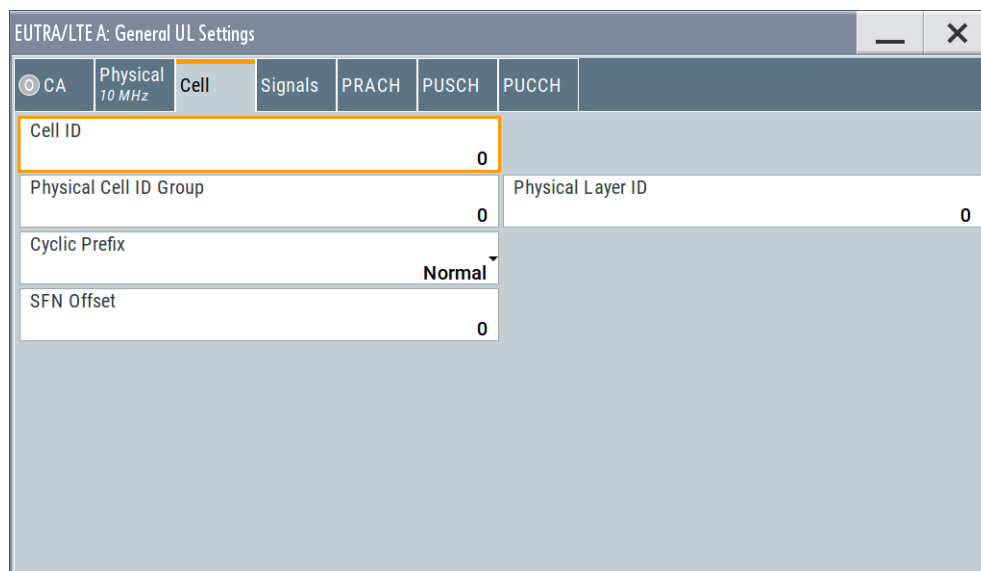 EUTRA/LTE A: General UL Settings
CA
Physical
10 MHz
Cell
Signals
PRACH
PUSCH
PUCCH
Cell ID
0
Physical Cell ID Group
0
Physical Layer ID
0
Cyclic Prefix
Normal
SFN Offset
0